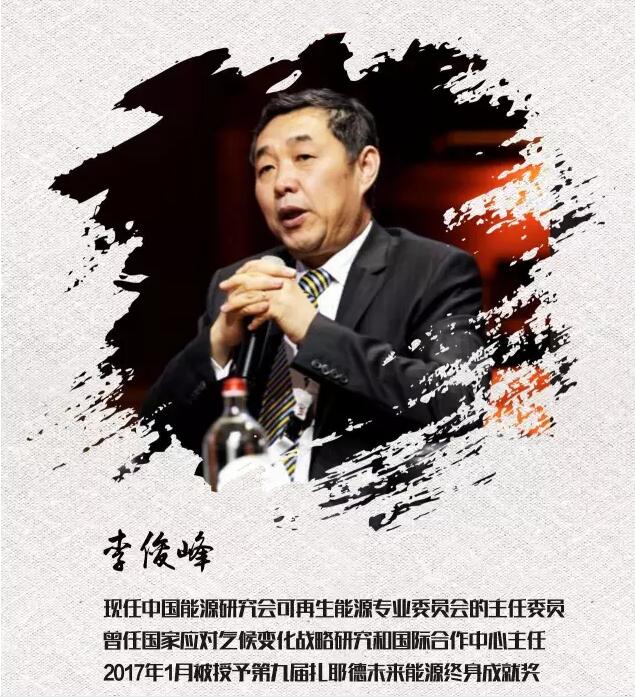 李俊峰
现任中国能源研究会可再生能源专业委员会的主任委员
曾任国家应对气候变化战略研究和国际合作中心主任
2017年1月被授予第九届扎耶德未来能源终身成就奖